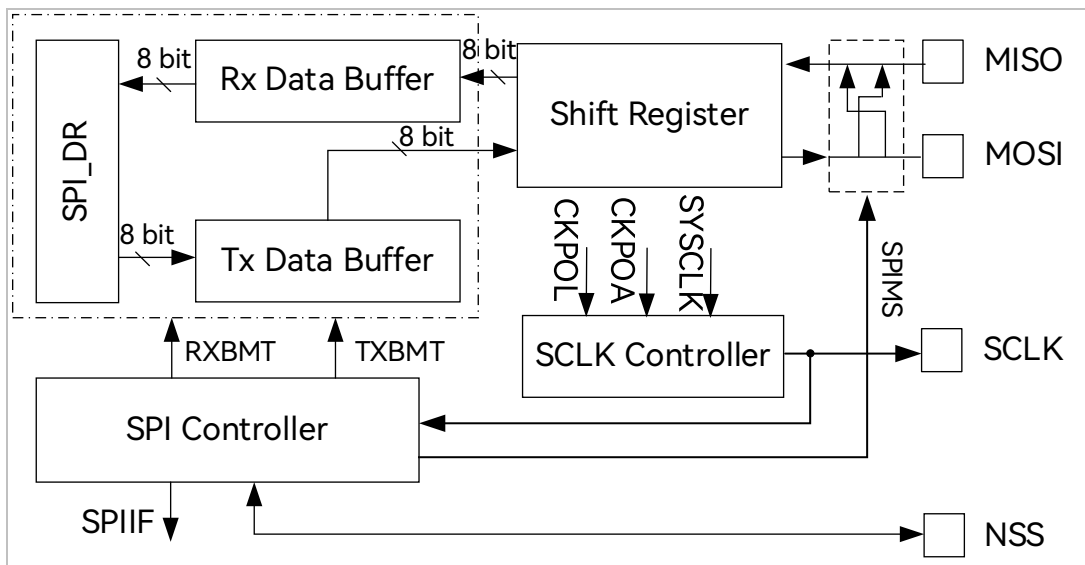 8 bit
8 bit
Rx Data Buffer
MISO
Shift Register
8 bit
MOSI
SPI_DR
8 bit
Tx Data Buffer
CKPOL
CKPOA
SYSCLK
SPIMS
RXBMT
TXBMT
SCLK Controller
SCLK
SPI Controller
SPIIF
NSS